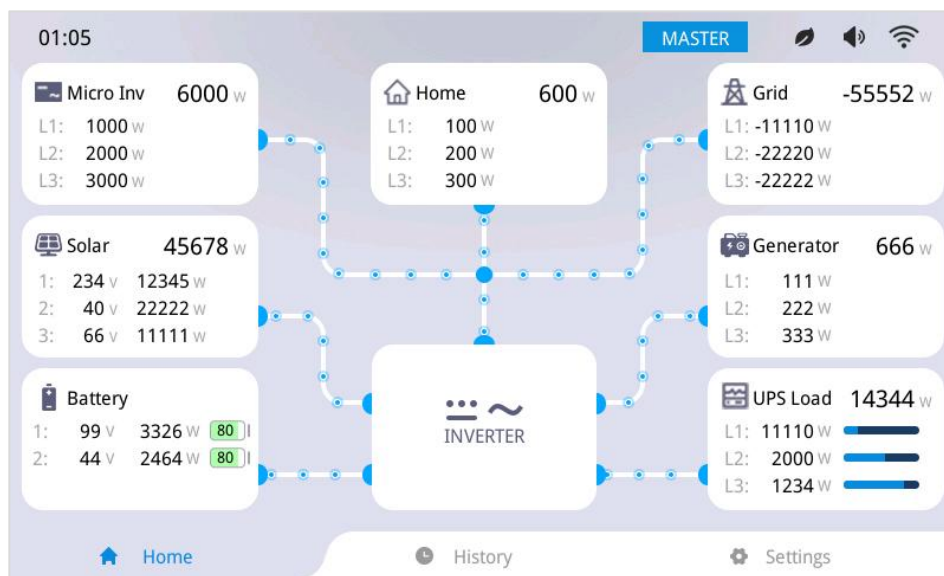 01:05
MASTER
Micro Inv 6000 W
L1: 1000 W
L2: 2000 W
L3: 3000 W
Home 600 W
L1: 100 W
L2: 200 W
L3: 300 W
Grid -55552 W
L1: -11110 W
L2: -22220 W
L3: -22222 W
Solar 45678 W
1: 234 V 12345 W
2: 40 V 22222 W
3: 66 V 11111 W
Generator 666 W
L1: 111 W
L2: 222 W
L3: 333 W
Battery
1: 99 V 3326 W 80
2: 44 V 2464 W 80
INVERTER
UPS Load 14344 W
L1: 11110 W
L2: 2000 W
L3: 1234 W
Home
History
Settings